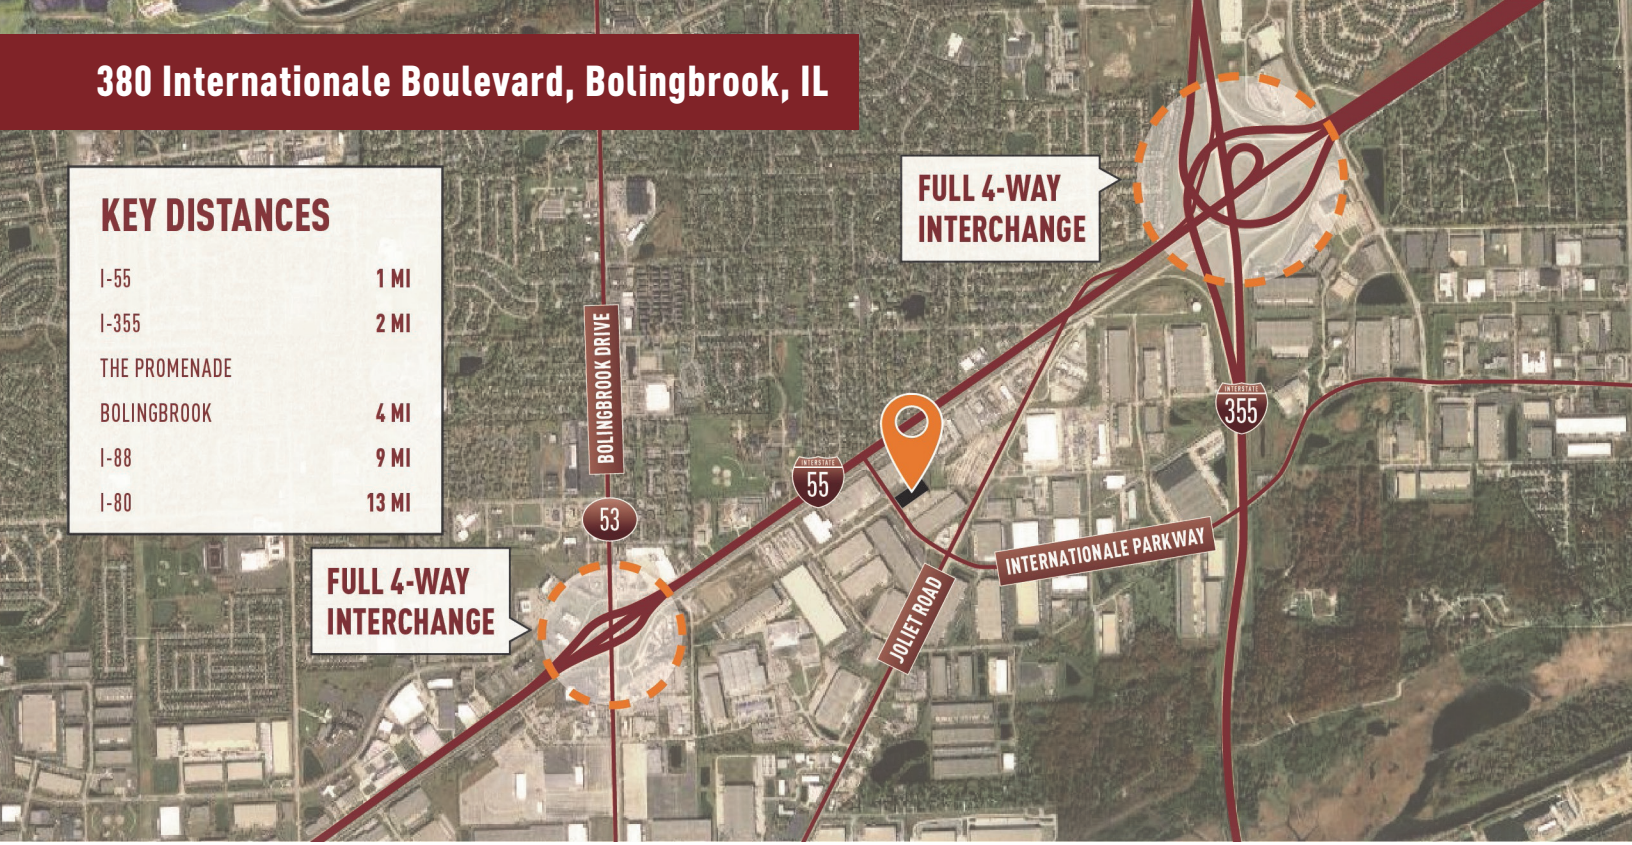 380 Internationale Boulevard, Bolingbrook, IL
KEY DISTANCES
I-55 1 MI
I-355 2 MI
THE PROMENADE
BOLINGBROOK 4 MI
I-88 9 MI
I-80 13 MI
FULL 4-WAY
INTERCHANGE
BOLINGBROOK DRIVE
53
FULL 4-WAY
INTERCHANGE
INTERSTATE
55
INTERSTATE
355
INTERNATIONALE PARKWAY
JOLIET ROAD